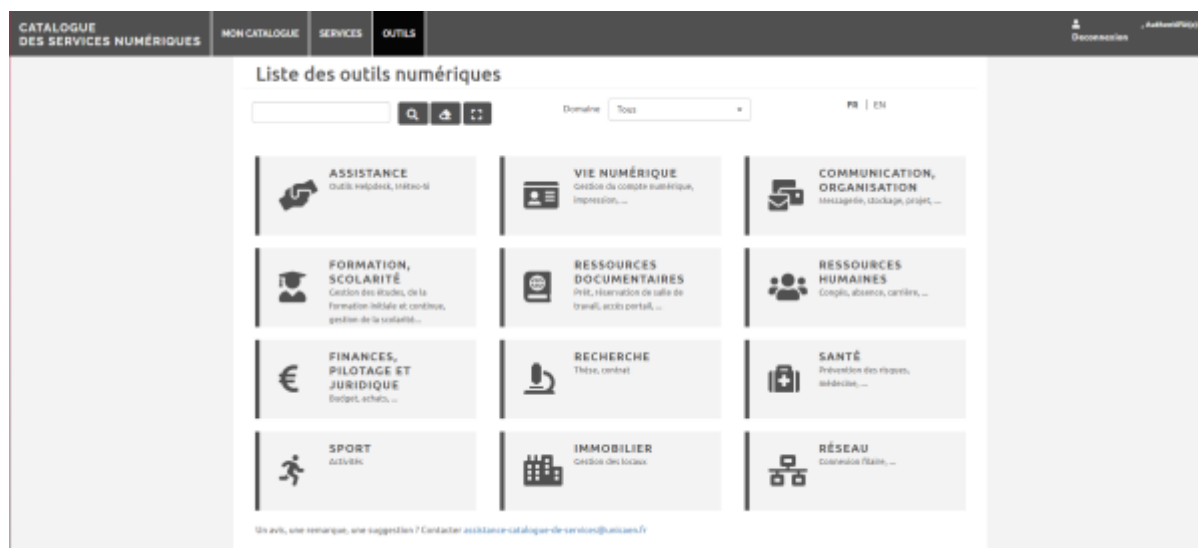 CATALOGUE
DES SERVICES NUMÉRIQUES
MON CATALOGUE
SERVICES
OUTILS
, Authentifié(e)
Deconnexion
Liste des outils numériques
Domaine
Tous
FR | EN
ASSISTANCE
Outils Helpdesk, Méteo-SI
VIE NUMÉRIQUE
Gestion du compte numérique,
impression, ...
COMMUNICATION,
ORGANISATION
Messagerie, stockage, projet, ...
FORMATION,
SCOLARITÉ
Gestion des études, de la
formation initiale et continue,
gestion de la scolarité...
RESSOURCES
DOCUMENTAIRES
Prêt, réservation de salle de
travail, accès portail, ...
RESSOURCES
HUMAINES
Congés, absence, carrière, ...
FINANCES,
PILOTAGE ET
JURIDIQUE
Budget, achats, ...
RECHERCHE
Thèse, contrat
SANTÉ
Prévention des risques,
médecine, ...
SPORT
Activités
IMMOBILIER
Gestion des locaux
RÉSEAU
Connexion filaire, ...
Un avis, une remarque, une suggestion ? Contacter assistance-catalogue-de-services@unicaen.fr